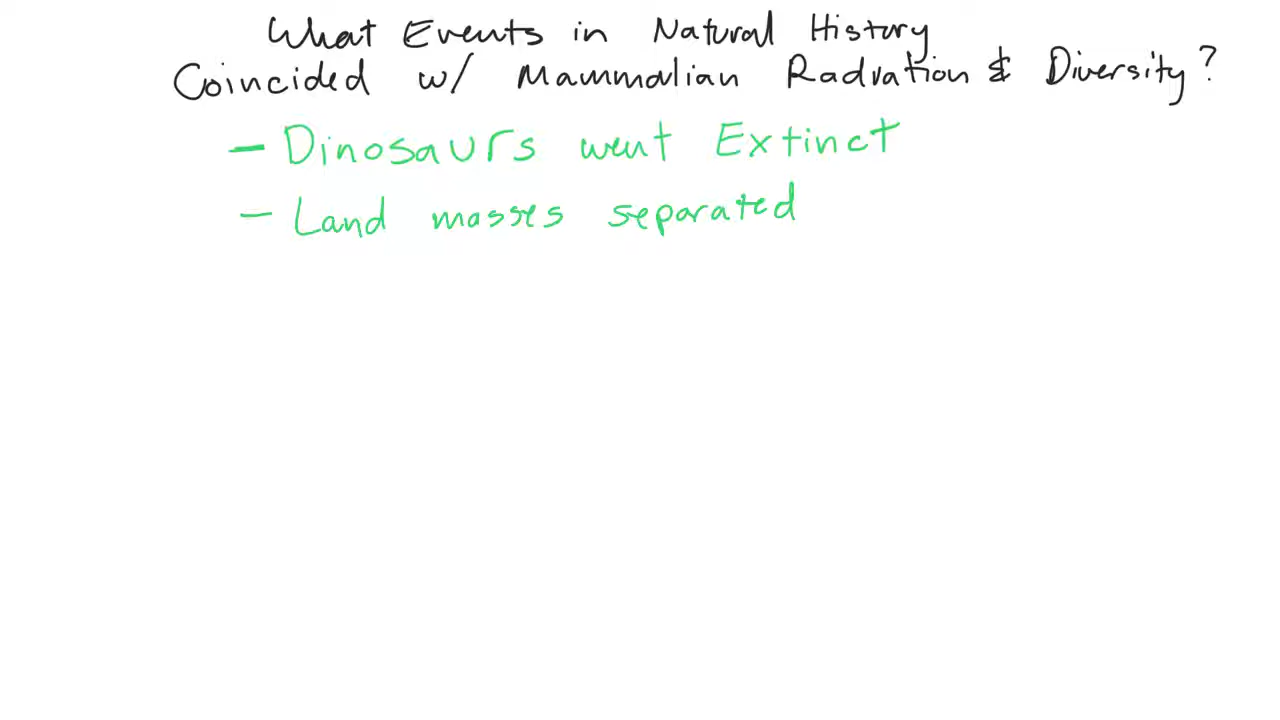 What Events in Natural History
Coincided w/ Mammalian Radiation & Diversity?
- Dinosaurs went Extinct
- Land masses separated